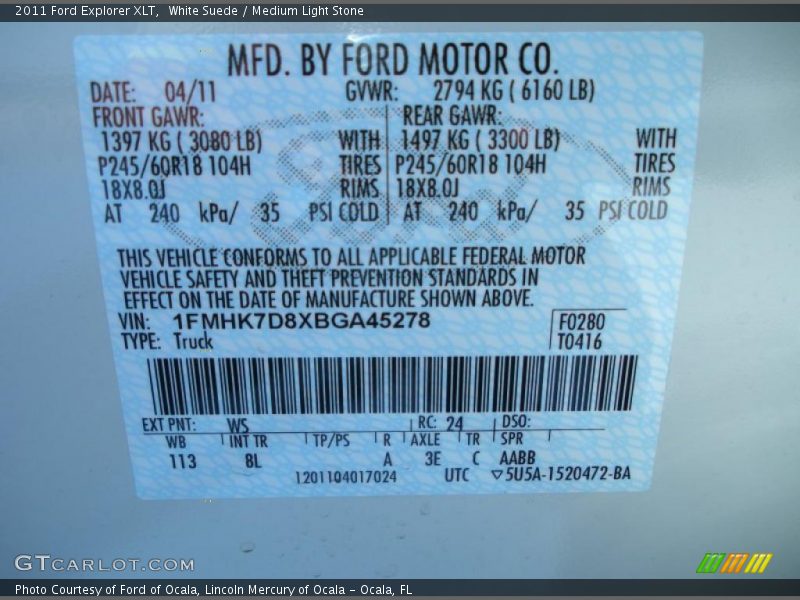 2011 Ford Explorer XLT,  White Suede / Medium Light Stone
MFD. BY FORD MOTOR CO.
DATE: 04/11 GVWR: 2794 KG ( 6160 LB)
FRONT GAWR: REAR GAWR:
1397 KG ( 3080 LB) WITH 1497 KG ( 3300 LB) WITH
P245/60R18 104H TIRES P245/60R18 104H TIRES
18X8.0J RIMS 18X8.0J RIMS
AT 240 kPa/ 35 PSI COLD AT 240 kPa/ 35 PSI COLD
THIS VEHICLE CONFORMS TO ALL APPLICABLE FEDERAL MOTOR
VEHICLE SAFETY AND THEFT PREVENTION STANDARDS IN
EFFECT ON THE DATE OF MANUFACTURE SHOWN ABOVE.
VIN: 1FMHK7D8XBGA45278 F0280
TYPE: Truck T0416
EXT PNT: WS RC: 24 DSO:
WB INT TR TP/PS R AXLE TR SPR
113 8L A 3E C AABB
1201104017024 UTC ▽5U5A-1520472-BA
GTCARLOT.COM
Photo Courtesy of Ford of Ocala, Lincoln Mercury of Ocala – Ocala, FL